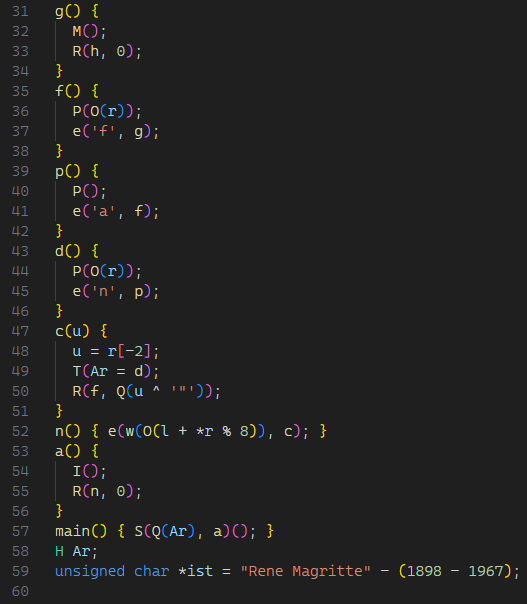 31 g() {
32   M();
33   R(h, 0);
34 }
35 f() {
36   P(O(r));
37   e('f', g);
38 }
39 p() {
40   P();
41   e('a', f);
42 }
43 d() {
44   P(O(r));
45   e('n', p);
46 }
47 c(u) {
48   u = r[-2];
49   T(Ar = d);
50   R(f, Q(u ^ '"'));
51 }
52 n() { e(w(O(l + *r % 8)), c); }
53 a() {
54   I();
55   R(n, 0);
56 }
57 main() { S(Q(Ar), a)(); }
58 H Ar;
59 unsigned char *ist = "Rene Magritte" - (1898 - 1967);
60